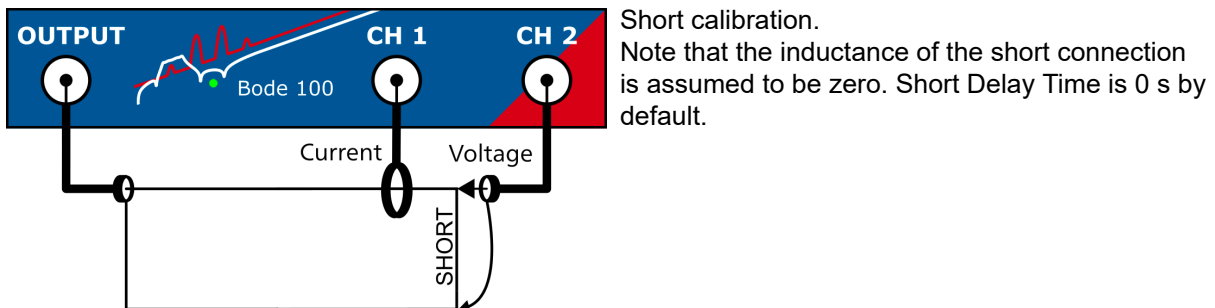 OUTPUT
CH 1
CH 2
Bode 100
Current
Voltage
SHORT
Short calibration.
Note that the inductance of the short connection
is assumed to be zero. Short Delay Time is 0 s by
default.